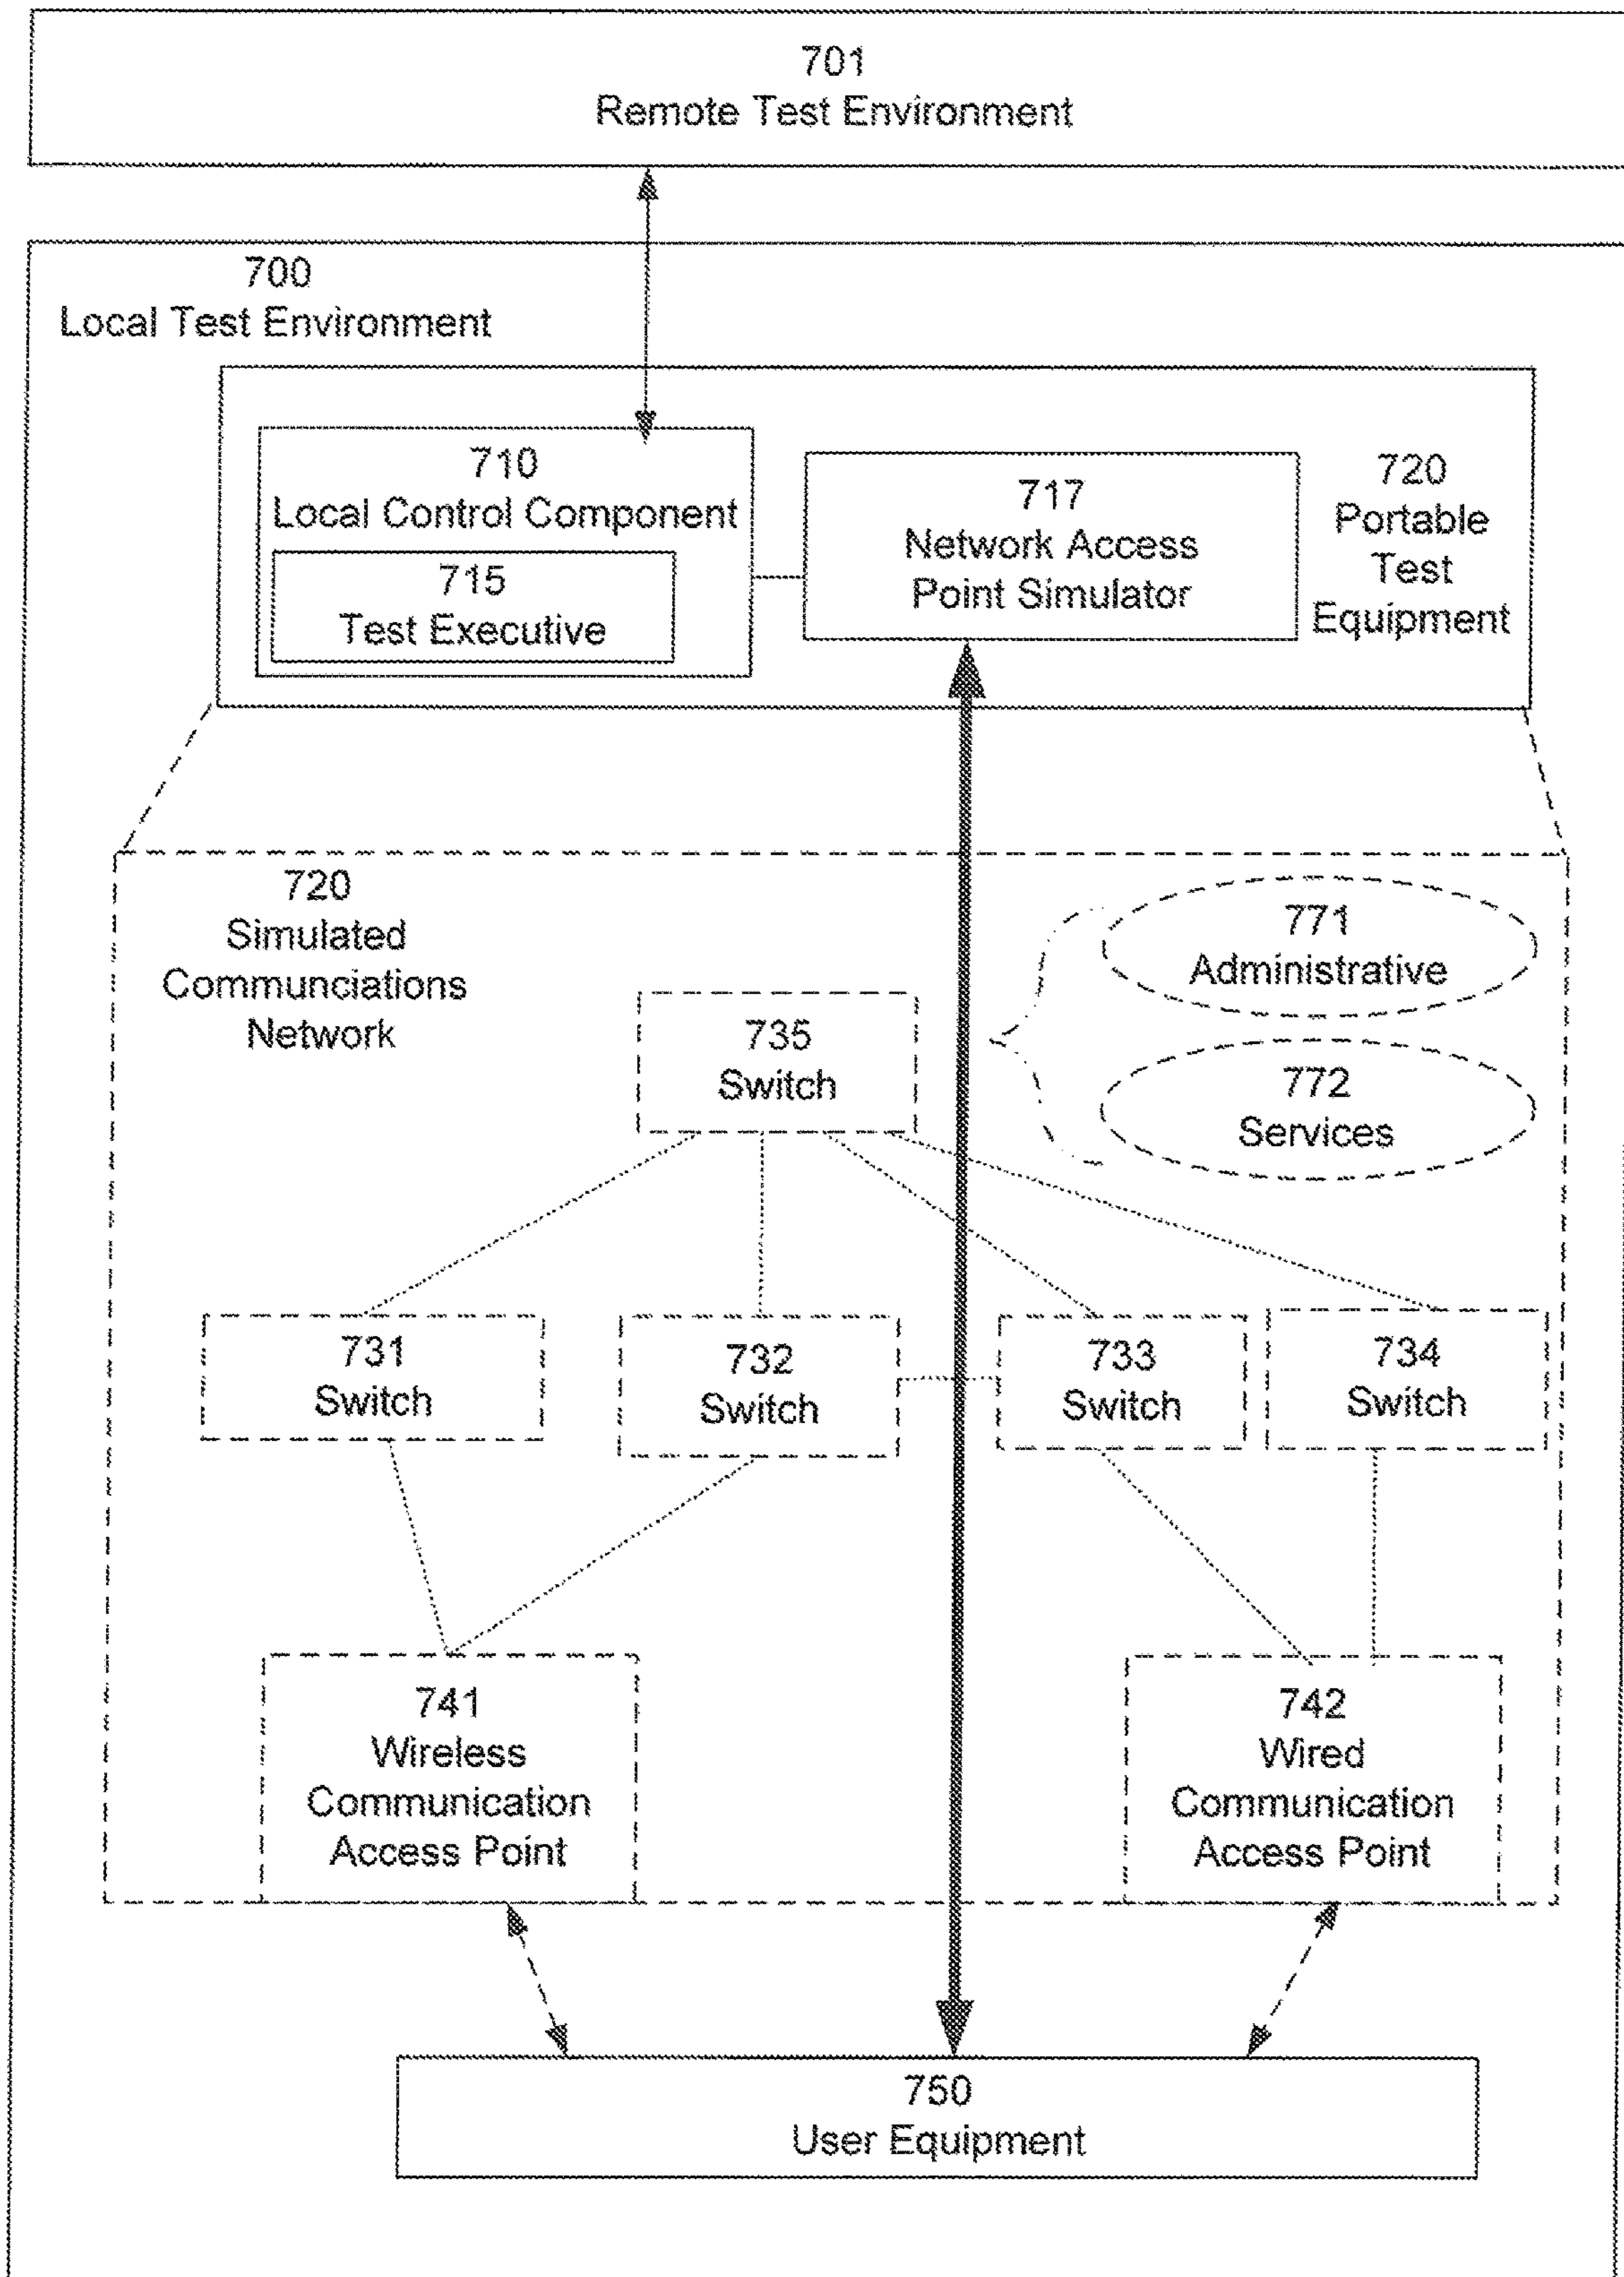 701
Remote Test Environment
700
Local Test Environment
710
Local Control Component
715
Test Executive
717
Network Access
Point Simulator
720
Portable
Test
Equipment
720
Simulated
Communciations
Network
771
Administrative
772
Services
735
Switch
731
Switch
732
Switch
733
Switch
734
Switch
741
Wireless
Communication
Access Point
742
Wired
Communication
Access Point
750
User Equipment